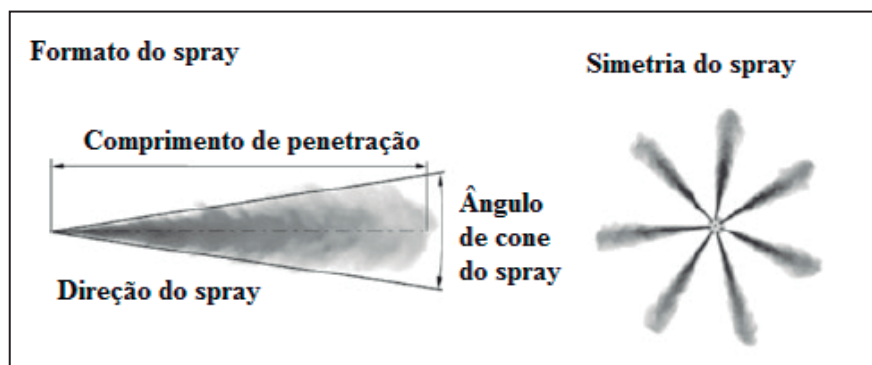 Formato do spray
Simetria do spray
Comprimento de penetração
Ângulo
de cone
do spray
Direção do spray